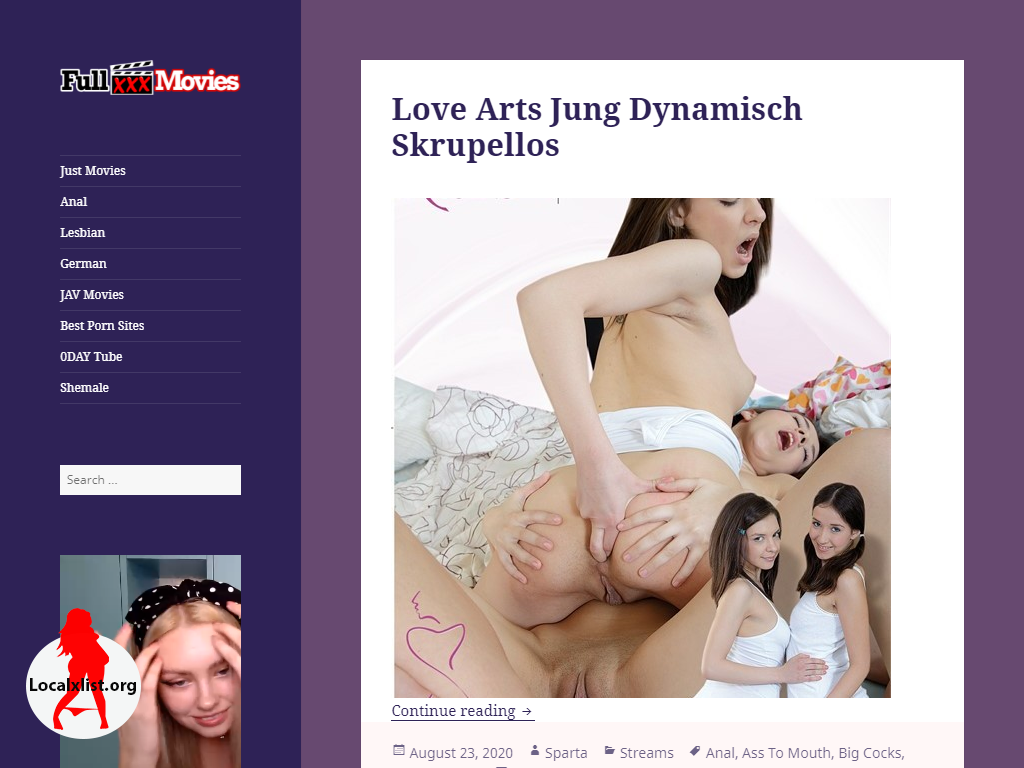 Full XXX Movies
Just Movies
Anal
Lesbian
German
JAV Movies
Best Porn Sites
0DAY Tube
Shemale
Search ...
Localxlist.org
Love Arts Jung Dynamisch
Skrupellos
Continue reading →
August 23, 2020 Sparta Streams Anal, Ass To Mouth, Big Cocks,